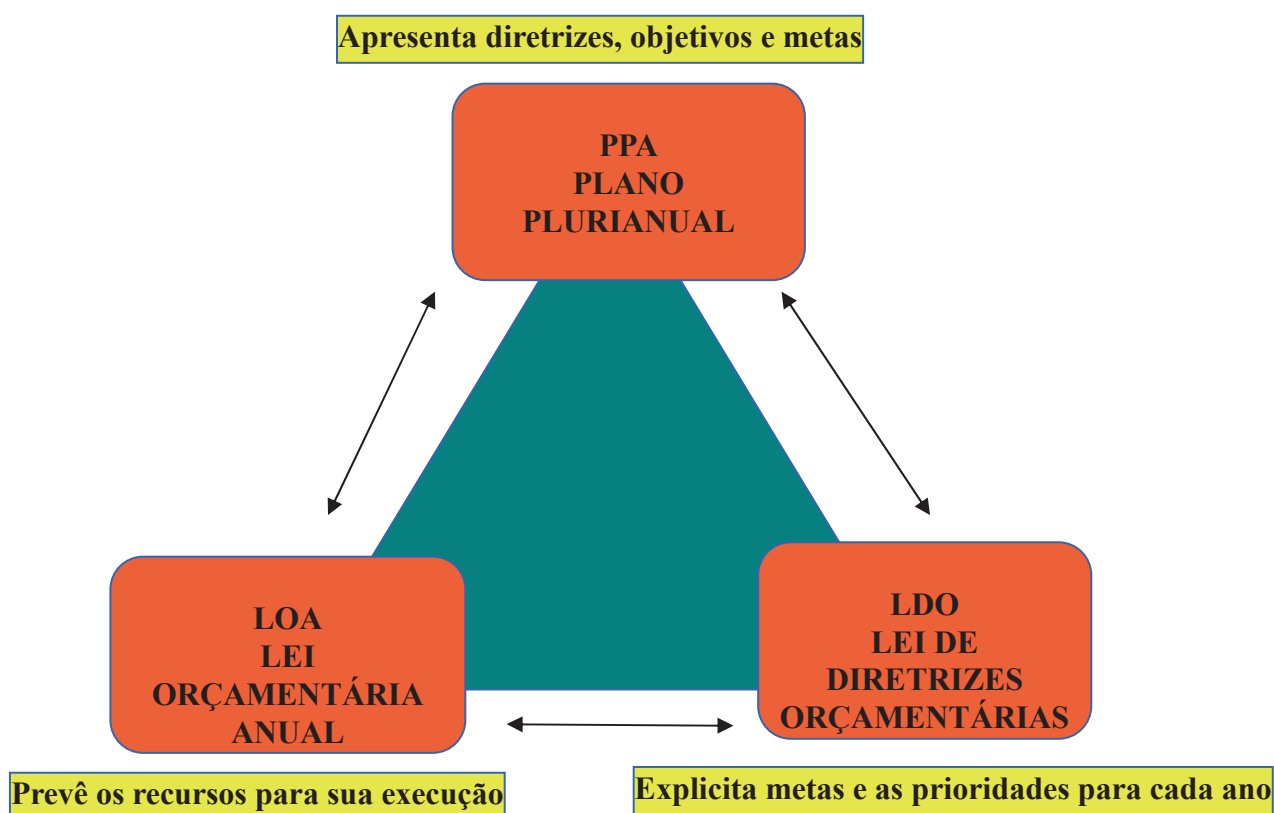 Apresenta diretrizes, objetivos e metas
PPA
PLANO
PLURIANUAL
LOA
LEI
ORÇAMENTÁRIA
ANUAL
LDO
LEI DE
DIRETRIZES
ORÇAMENTÁRIAS
Prevê os recursos para sua execução
Explicita metas e as prioridades para cada ano